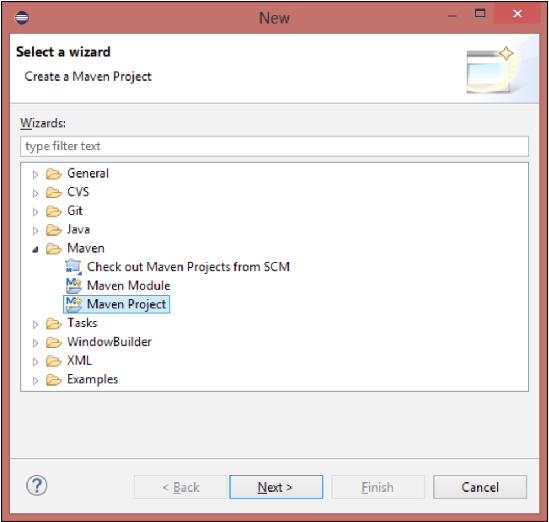 New
Select a wizard
Create a Maven Project
Wizards:
type filter text
General
CVS
Git
Java
Maven
Check out Maven Projects from SCM
Maven Module
Maven Project
Tasks
WindowBuilder
XML
Examples
< Back Next > Finish Cancel